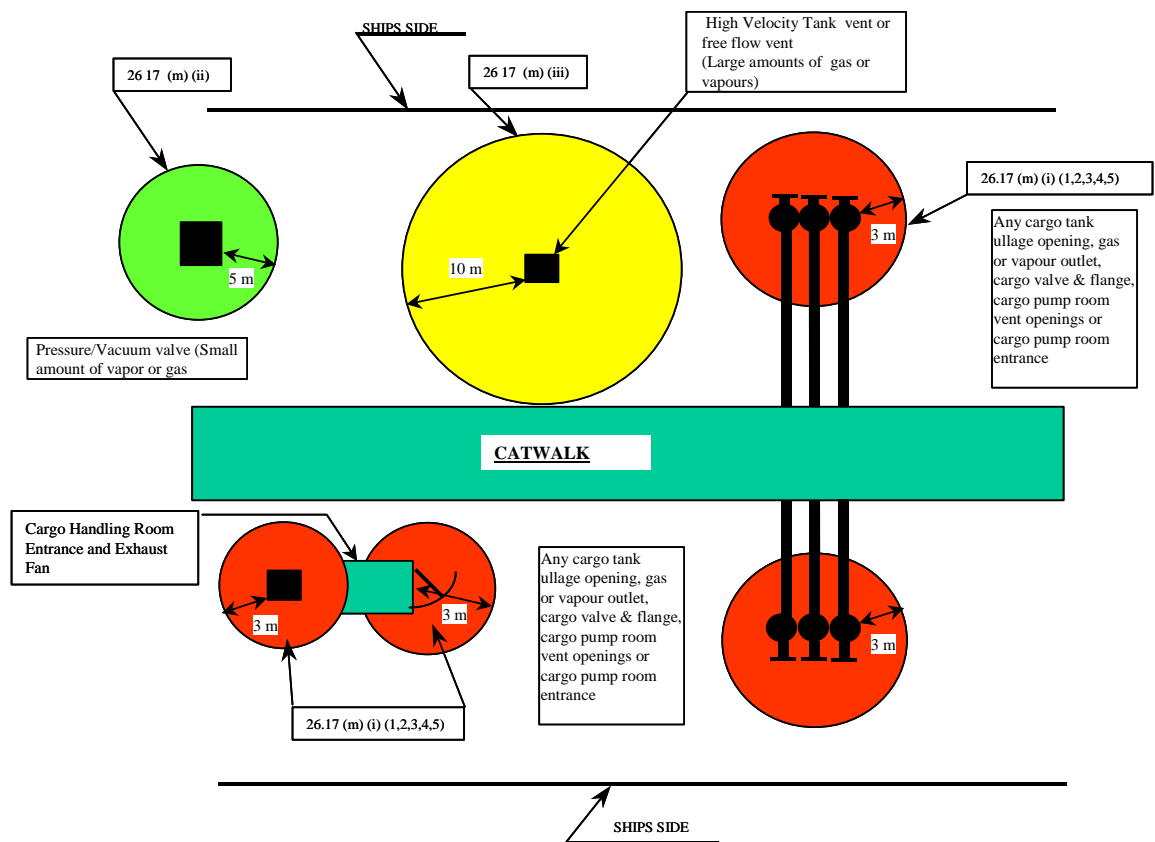 SHIPS SIDE
High Velocity Tank vent or
free flow vent
(Large amounts of gas or
vapours)
26 17 (m) (ii)
26 17 (m) (iii)
26.17 (m) (i) (1,2,3,4,5)
3 m
Any cargo tank
ullage opening, gas
or vapour outlet,
cargo valve & flange,
cargo pump room
vent openings or
cargo pump room
entrance
10 m
5 m
Pressure/Vacuum valve (Small
amount of vapor or gas
CATWALK
Cargo Handling Room
Entrance and Exhaust
Fan
Any cargo tank
ullage opening, gas
or vapour outlet,
cargo valve & flange,
cargo pump room
vent openings or
cargo pump room
entrance
3 m
3 m
3 m
26.17 (m) (i) (1,2,3,4,5)
SHIPS SIDE